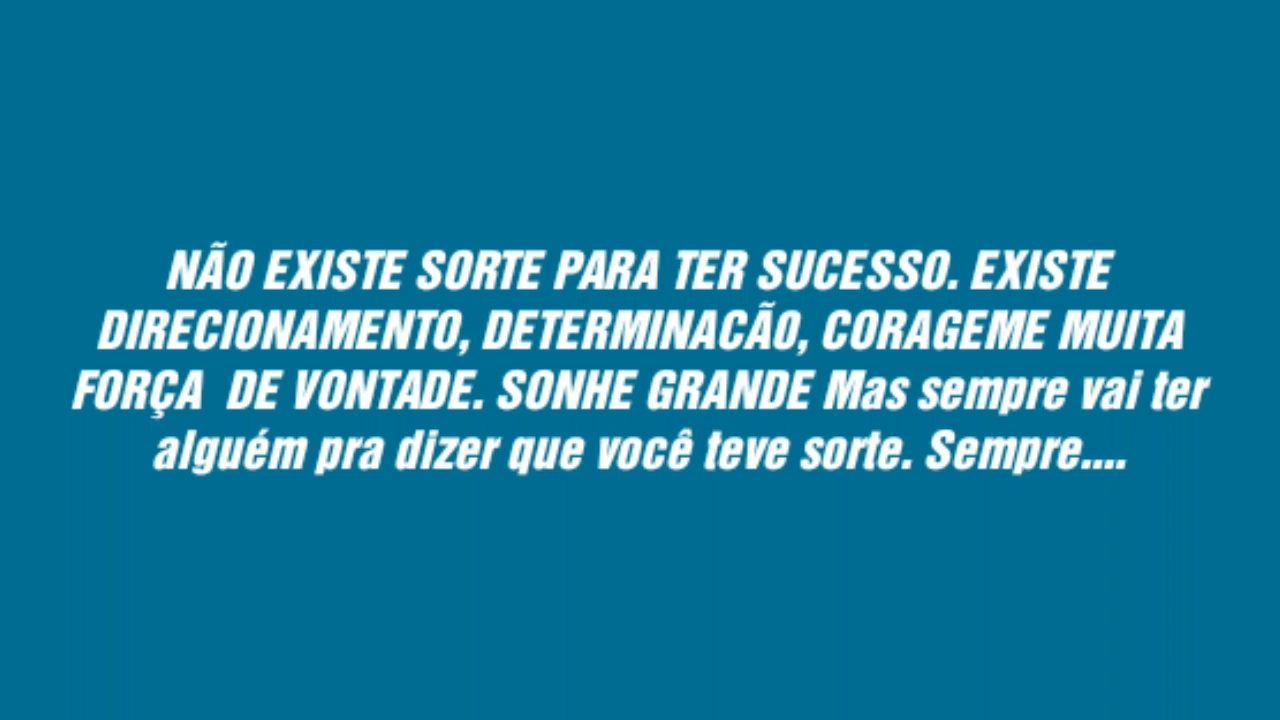 NÃO EXISTE SORTE PARA TER SUCESSO. EXISTE
DIRECIONAMENTO, DETERMINACÃO, CORAGEME MUITA
FORÇA  DE VONTADE. SONHE GRANDE Mas sempre vai ter
alguém pra dizer que você teve sorte. Sempre....